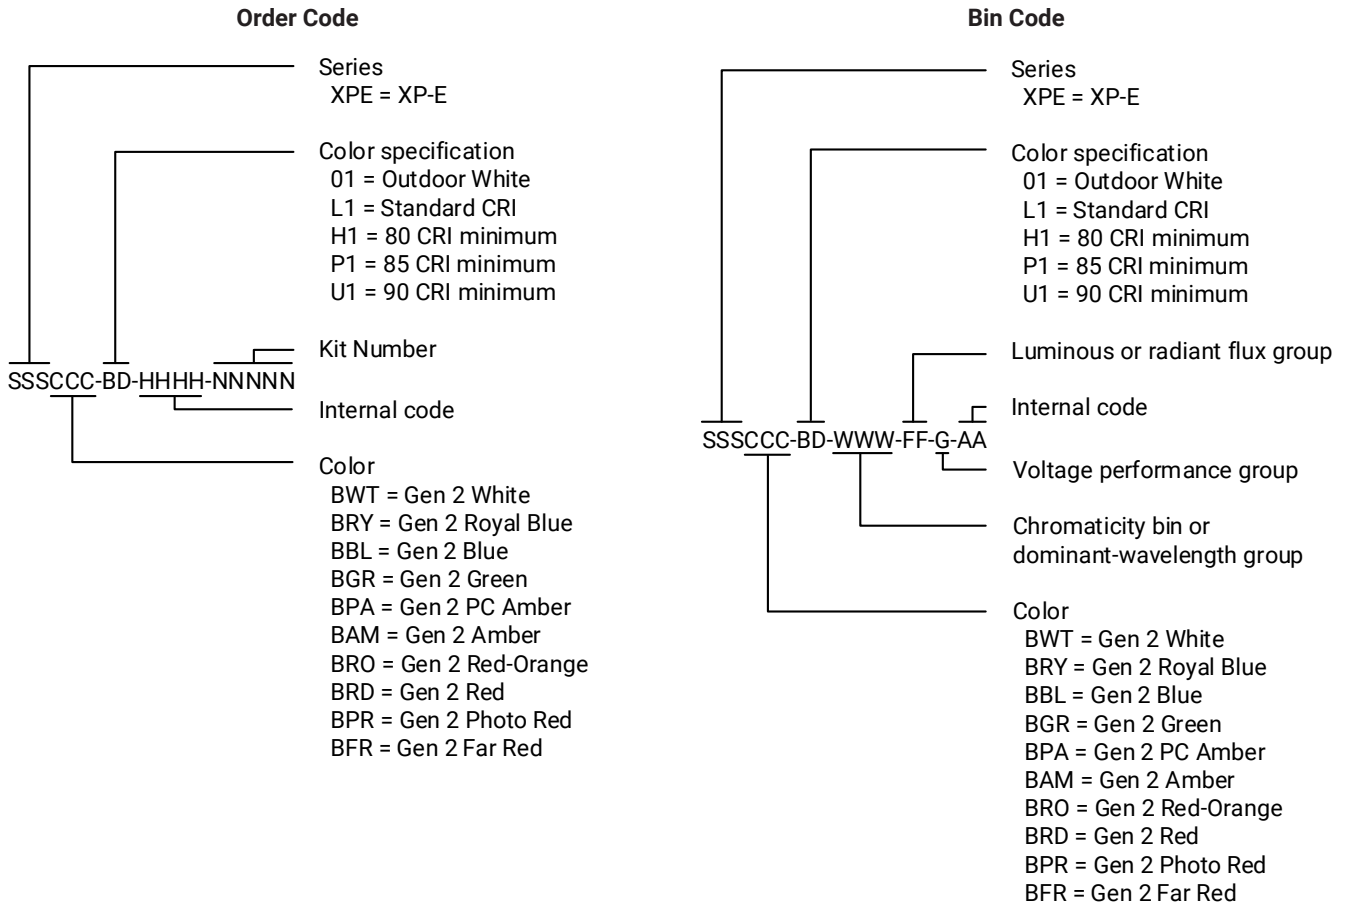 Order Code
Series
XPE = XP-E
Color specification
01 = Outdoor White
L1 = Standard CRI
H1 = 80 CRI minimum
P1 = 85 CRI minimum
U1 = 90 CRI minimum
Kit Number
SSSCCC-BD-HHHH-NNNNN
Internal code
Color
BWT = Gen 2 White
BRY = Gen 2 Royal Blue
BBL = Gen 2 Blue
BGR = Gen 2 Green
BPA = Gen 2 PC Amber
BAM = Gen 2 Amber
BRO = Gen 2 Red-Orange
BRD = Gen 2 Red
BPR = Gen 2 Photo Red
BFR = Gen 2 Far Red
Bin Code
Series
XPE = XP-E
Color specification
01 = Outdoor White
L1 = Standard CRI
H1 = 80 CRI minimum
P1 = 85 CRI minimum
U1 = 90 CRI minimum
Luminous or radiant flux group
Internal code
SSSCCC-BD-WWW-FF-G-AA
Voltage performance group
Chromaticity bin or
dominant-wavelength group
Color
BWT = Gen 2 White
BRY = Gen 2 Royal Blue
BBL = Gen 2 Blue
BGR = Gen 2 Green
BPA = Gen 2 PC Amber
BAM = Gen 2 Amber
BRO = Gen 2 Red-Orange
BRD = Gen 2 Red
BPR = Gen 2 Photo Red
BFR = Gen 2 Far Red